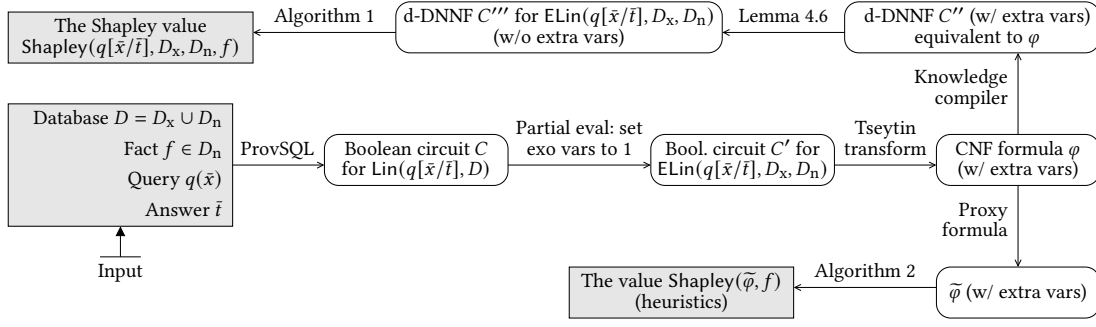 The Shapley value
Shapley(q[x̄/t̄], Dₓ, Dₙ, f)
Algorithm 1
d-DNNF C''' for ELin(q[x̄/t̄], Dₓ, Dₙ)
(w/o extra vars)
Lemma 4.6
d-DNNF C'' (w/ extra vars)
equivalent to φ
Knowledge
compiler
Database D = Dₓ ∪ Dₙ
Fact f ∈ Dₙ
Query q(x̄)
Answer t̄
ProvSQL
Boolean circuit C
for Lin(q[x̄/t̄], D)
Partial eval: set
exo vars to 1
Bool. circuit C' for
ELin(q[x̄/t̄], Dₓ, Dₙ)
Tseytin
transform
CNF formula φ
(w/ extra vars)
Input
Proxy
formula
The value Shapley(φ̃, f)
(heuristics)
Algorithm 2
φ̃ (w/ extra vars)